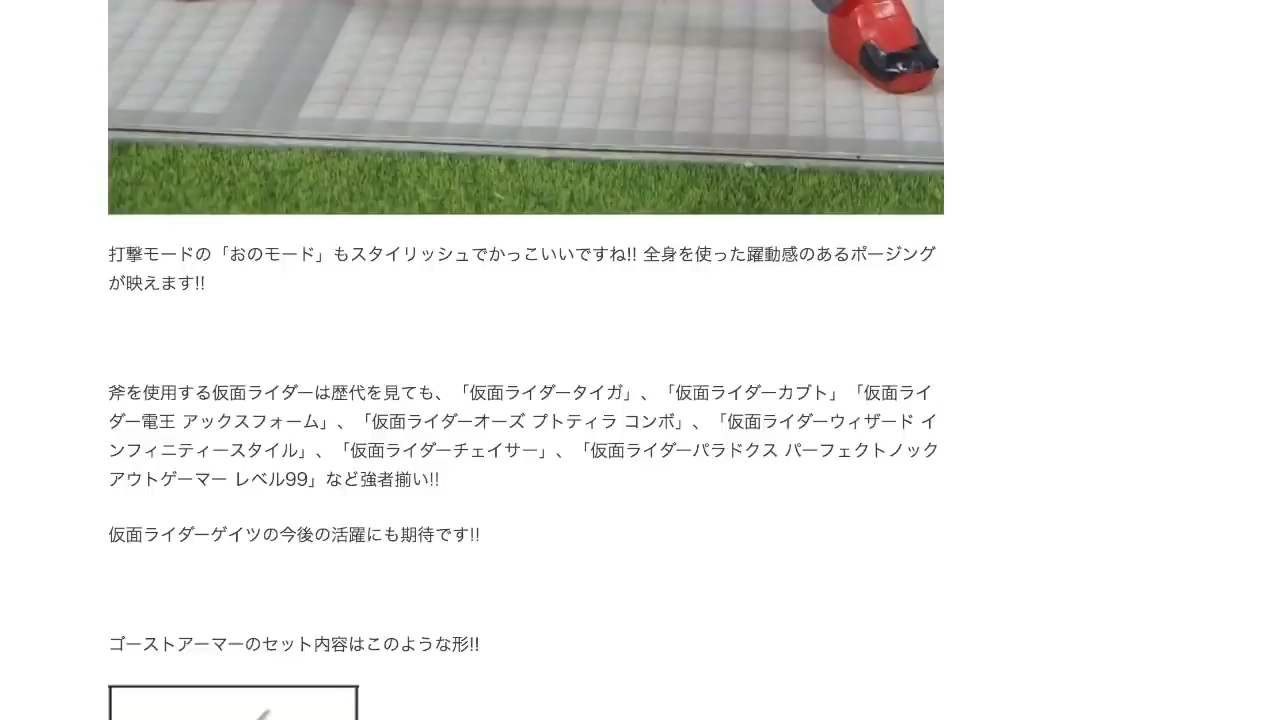 打撃モードの「おのモード」もスタイリッシュでかっこいいですね!! 全身を使った躍動感のあるポージング
が映えます!!
斧を使用する仮面ライダーは歴代を見ても、「仮面ライダータイガ」、「仮面ライダーカブト」「仮面ライ
ダー電王 アックスフォーム」、「仮面ライダーオーズ プトティラ コンボ」、「仮面ライダーウィザード イ
ンフィニティースタイル」、「仮面ライダーチェイサー」、「仮面ライダーパラドクス パーフェクトノック
アウトゲーマー レベル99」など強者揃い!!
仮面ライダーゲイツの今後の活躍にも期待です!!
ゴーストアーマーのセット内容はこのような形!!